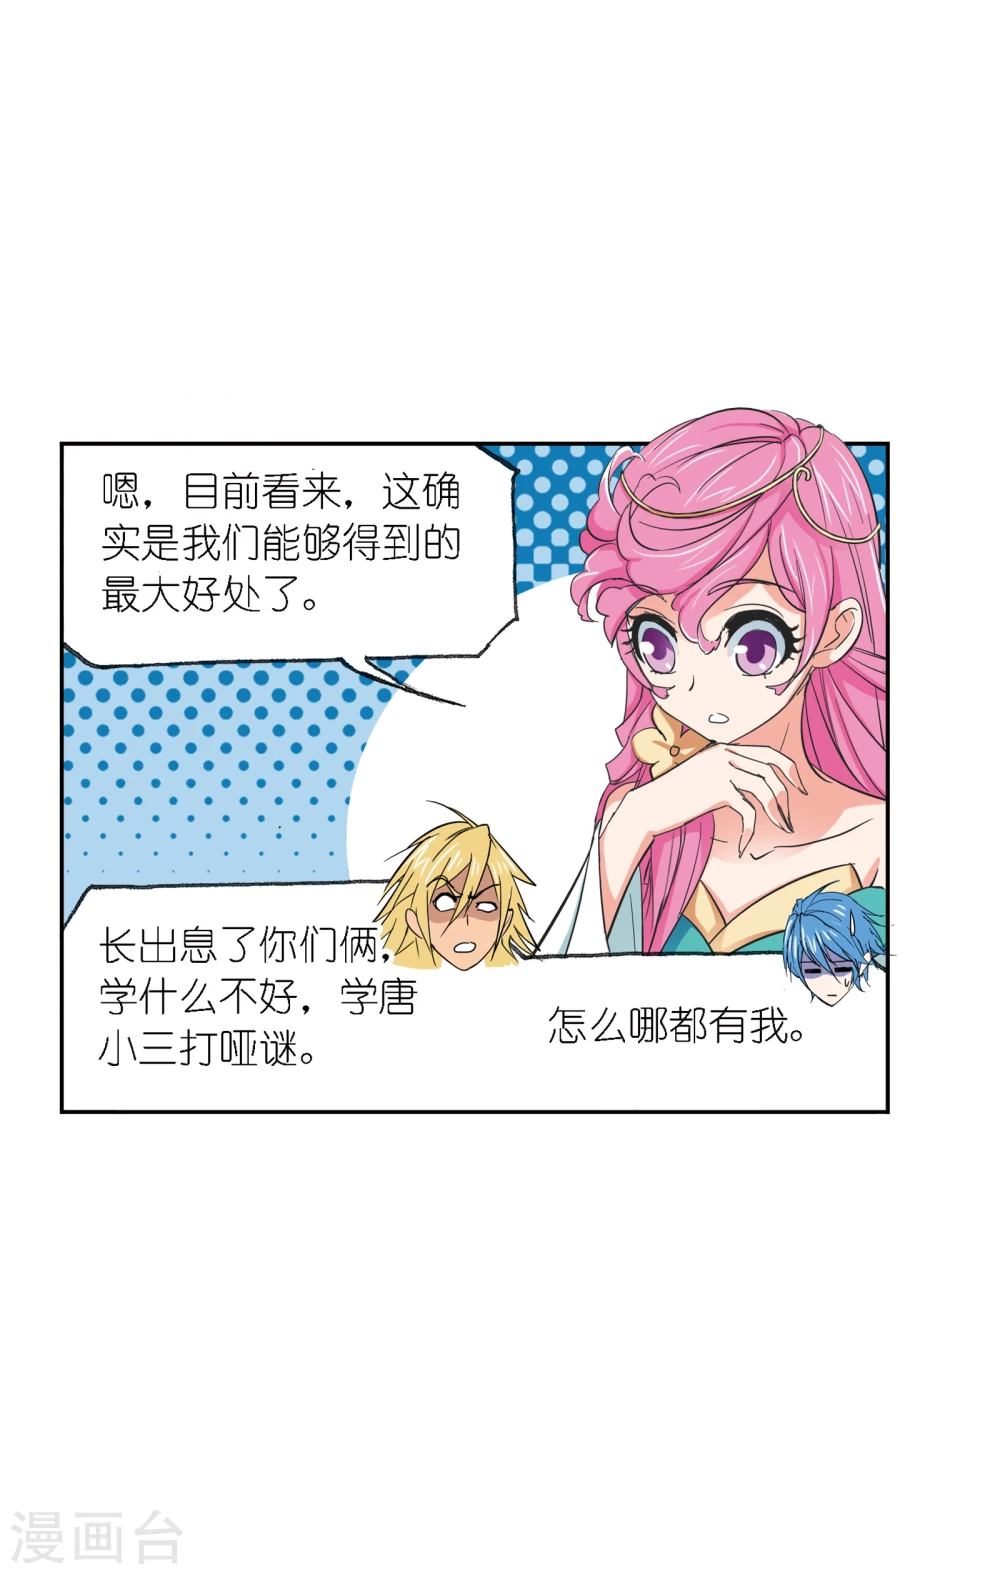 嗯，目前看来，这确
实是我们能够得到的
最大好处了。
长出息了你们俩，
学什么不好，学唐
小三打哑谜。
怎么哪都有我。
漫画台